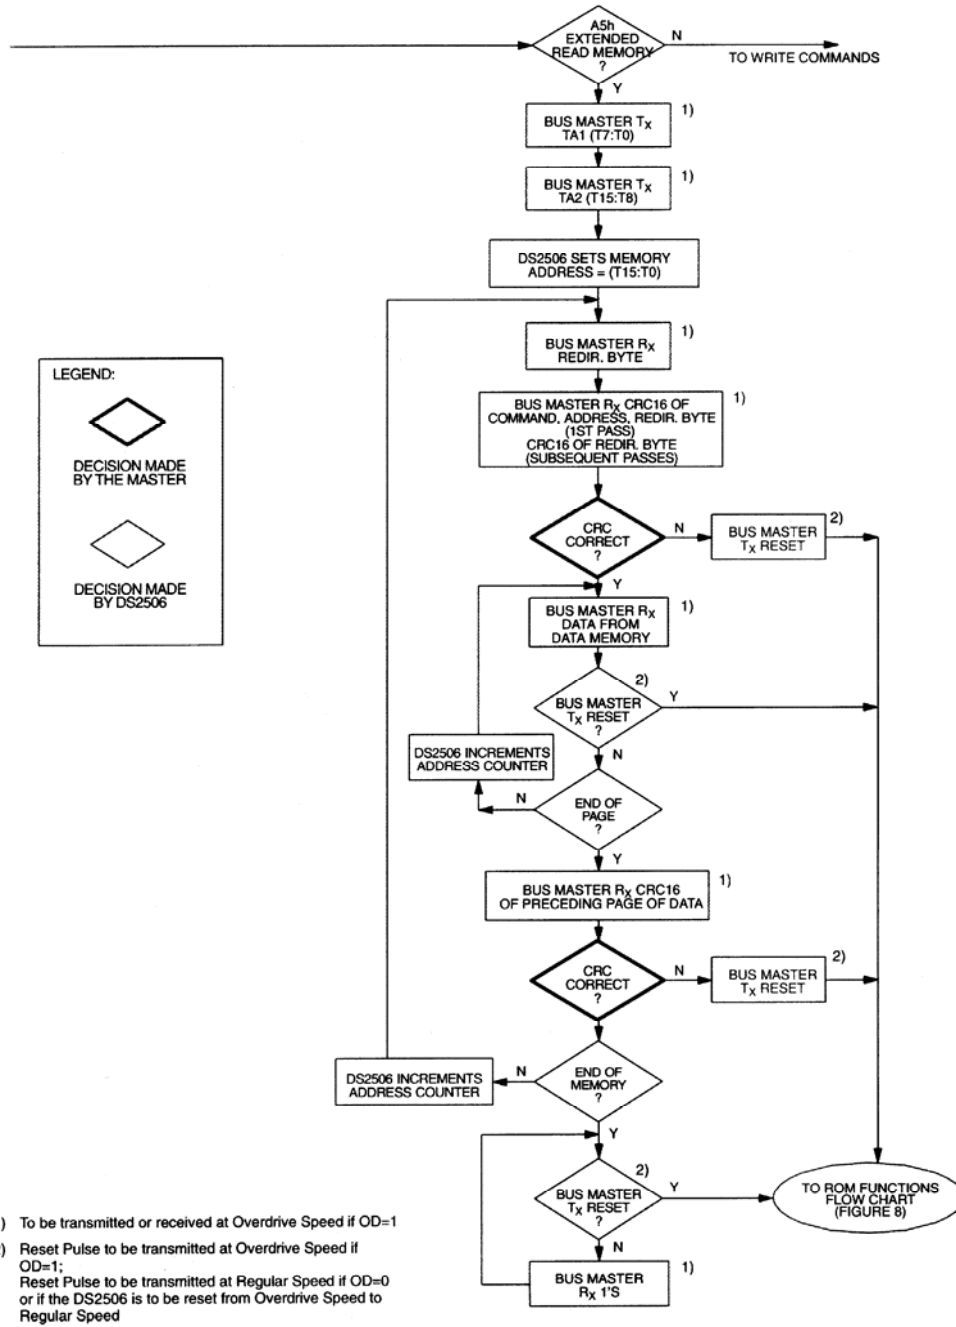 A5h
EXTENDED
READ MEMORY
?
N
TO WRITE COMMANDS
Y
BUS MASTER TX
TA1 (T7:T0)
1)
BUS MASTER TX
TA2 (T15:T8)
1)
DS2506 SETS MEMORY
ADDRESS = (T15:T0)
BUS MASTER RX
REDIR. BYTE
1)
LEGEND:
DECISION MADE
BY THE MASTER
DECISION MADE
BY DS2506
BUS MASTER RX CRC16 OF
COMMAND, ADDRESS, REDIR. BYTE
(1ST PASS)
CRC16 OF REDIR. BYTE
(SUBSEQUENT PASSES)
1)
CRC
CORRECT
?
N
BUS MASTER
TX RESET
2)
Y
BUS MASTER RX
DATA FROM
DATA MEMORY
1)
BUS MASTER
TX RESET
?
2)
Y
N
DS2506 INCREMENTS
ADDRESS COUNTER
END OF
PAGE
?
N
Y
BUS MASTER RX CRC16
OF PRECEDING PAGE OF DATA
1)
CRC
CORRECT
?
N
BUS MASTER
TX RESET
2)
END OF
MEMORY
?
N
DS2506 INCREMENTS
ADDRESS COUNTER
Y
BUS MASTER
TX RESET
?
2)
Y
TO ROM FUNCTIONS
FLOW CHART
(FIGURE 8)
N
BUS MASTER
RX 1'S
1)
) To be transmitted or received at Overdrive Speed if OD=1
) Reset Pulse to be transmitted at Overdrive Speed if
OD=1;
Reset Pulse to be transmitted at Regular Speed if OD=0
or if the DS2506 is to be reset from Overdrive Speed to
Regular Speed